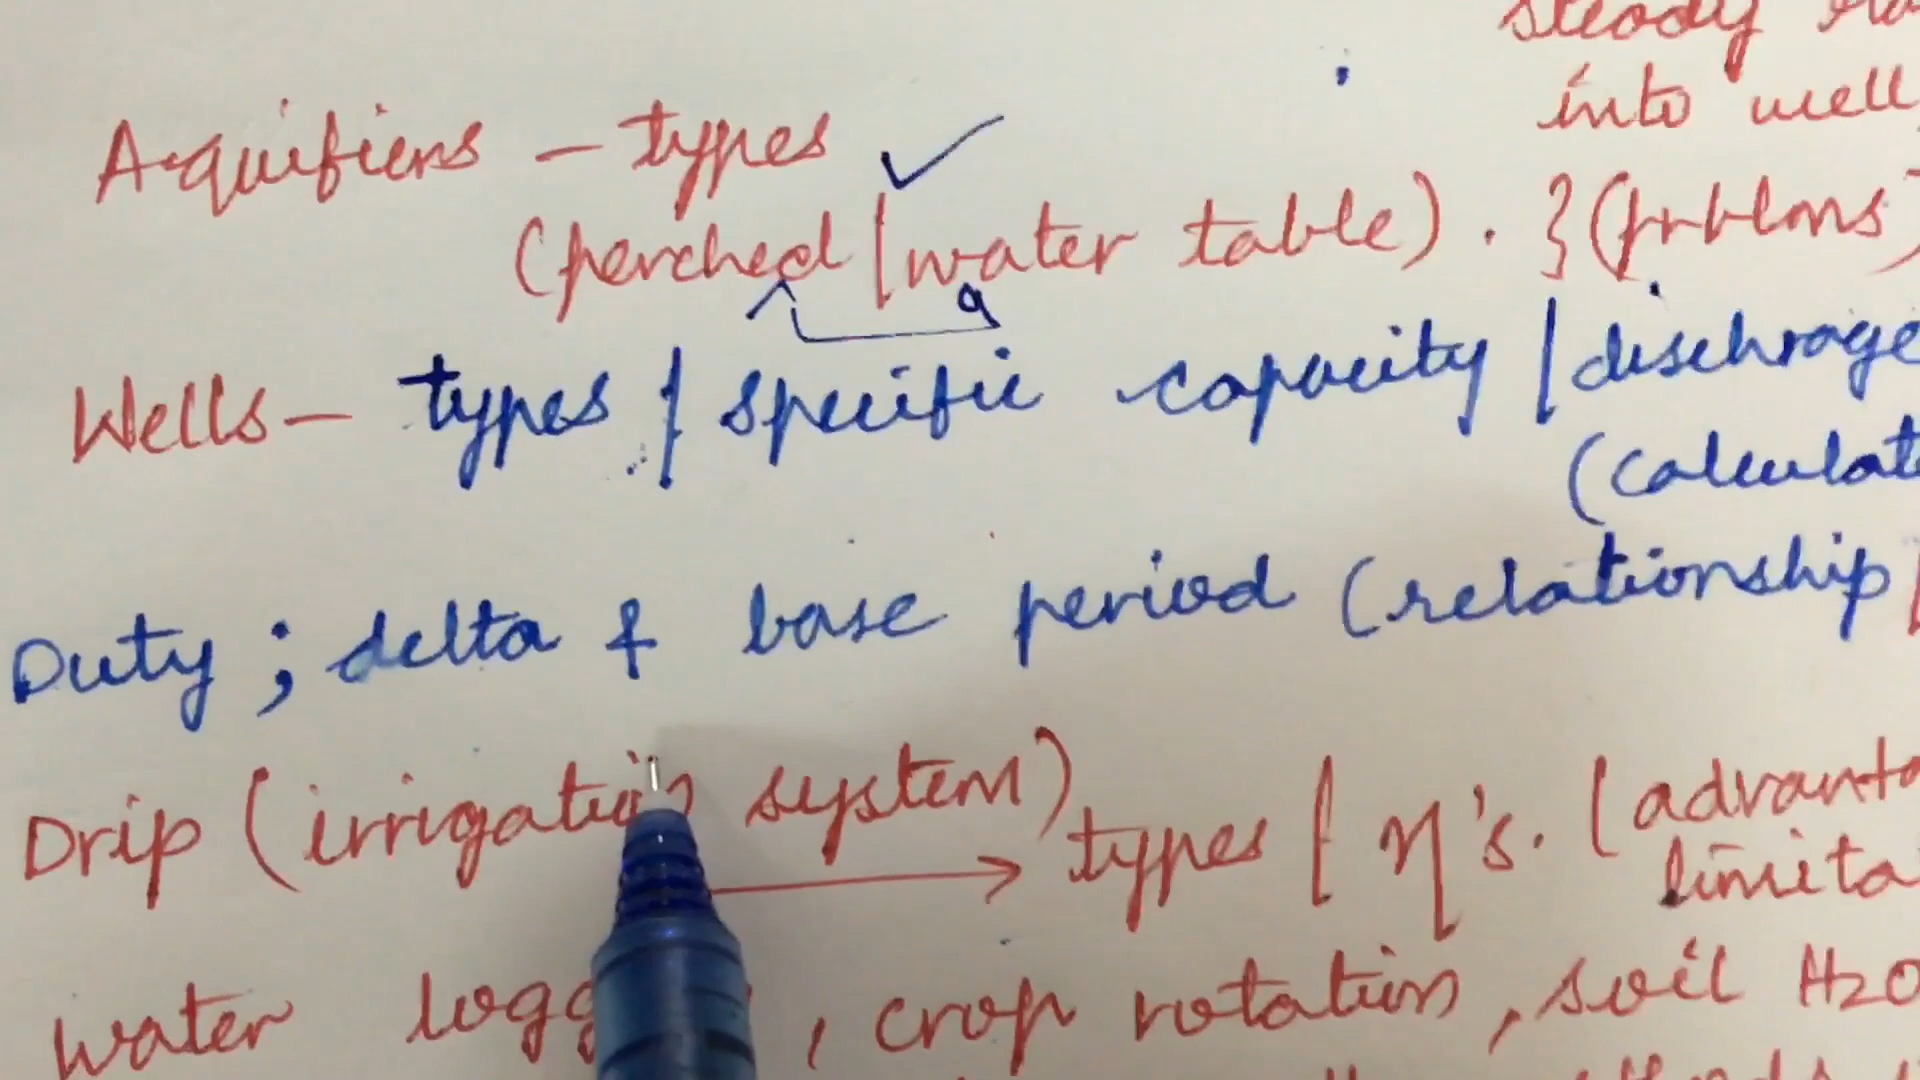 steady
into well
Aquifiers - types
(perched | water table). } (prblms)
Wells - types | specific capacity | dischrage
(calculat
Duty ; delta & base period (relationship |
Drip (irrigation system) → types | η's. (advanta
limita
water logg , crop rotation, soil H2O